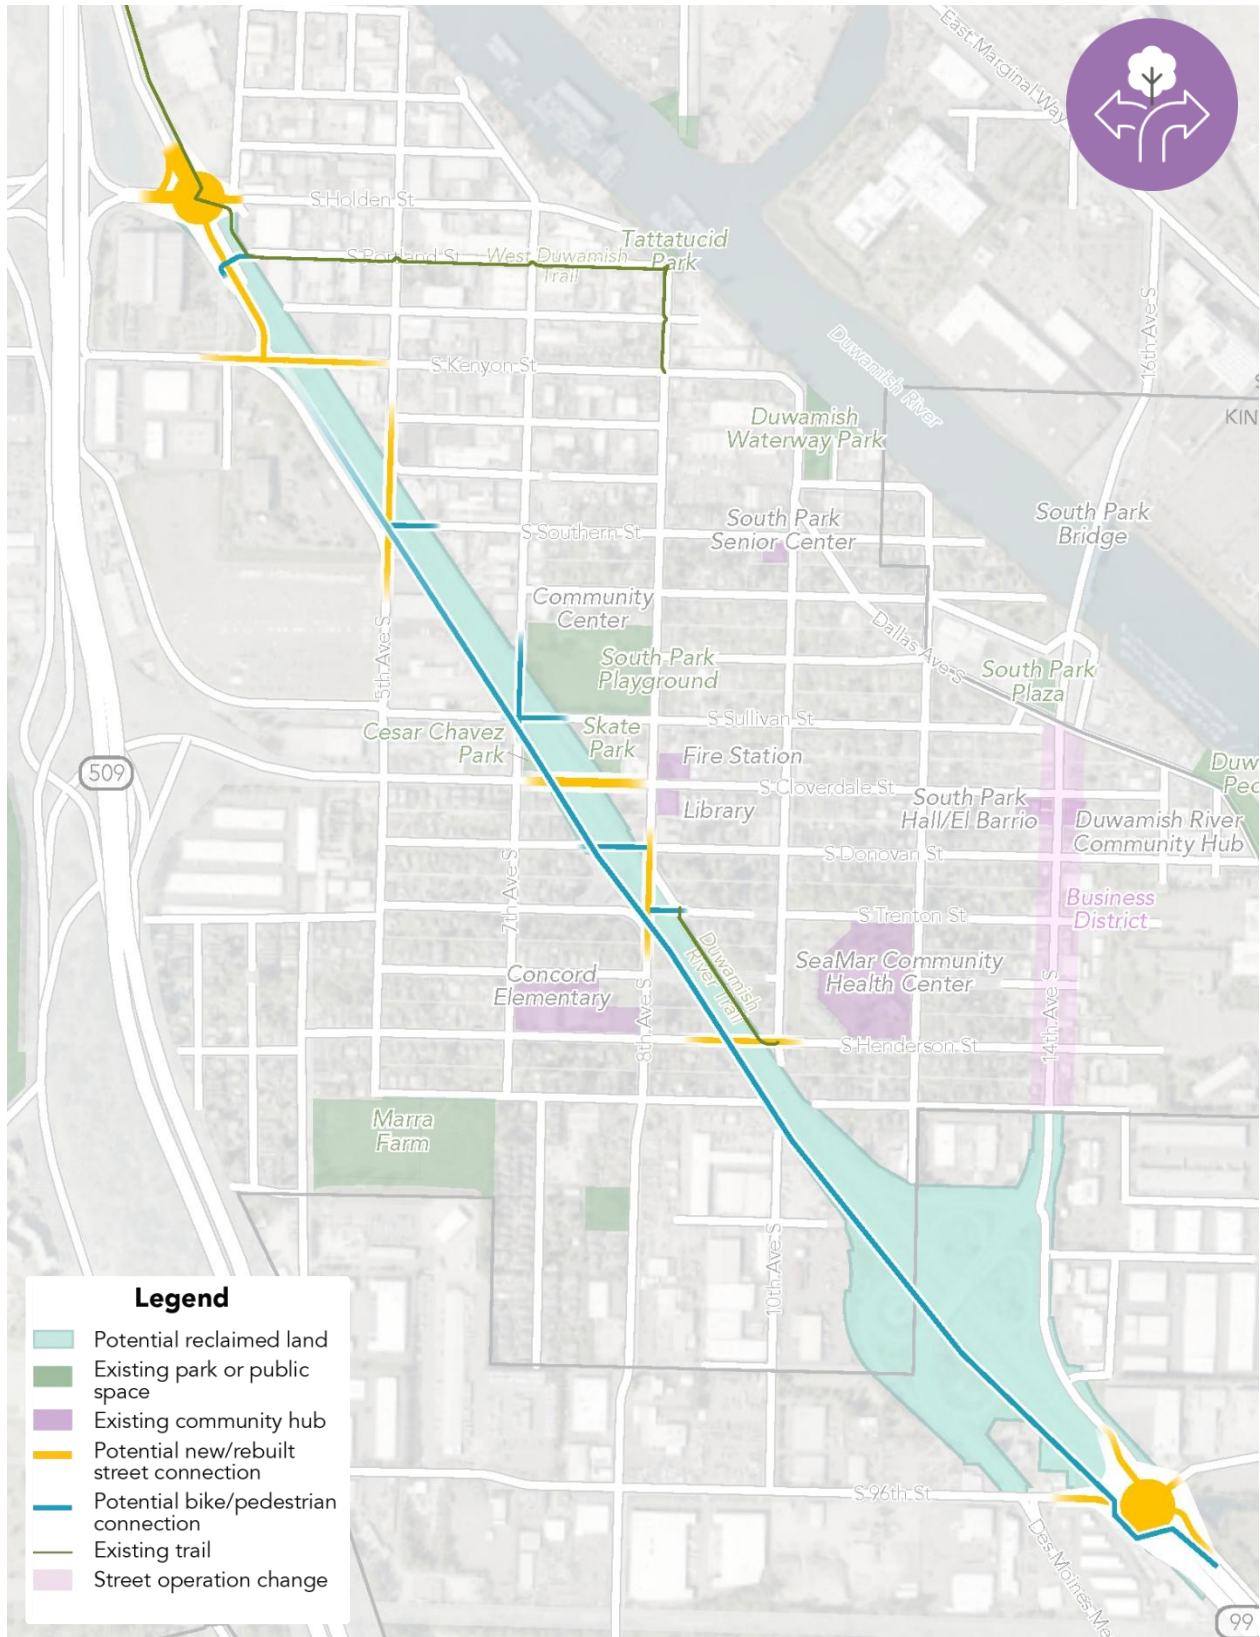 East Marginal Way
S Holden St
S Portland St
West Duwamish
Trail
Tattatucid
Park
Duwamish River
16th Ave S
S Kenyon St
KIN
Duwamish
Waterway Park
South Park
Bridge
South Park
Senior Center
S Southern St
Community
Center
Dallas Ave S
5th Ave S
South Park
Playground
South Park
Plaza
Cesar Chavez
Park
Skate
Park
S Sullivan St
Fire Station
Duw
Pec
509
S Cloverdale St
Library
South Park
Hall/El Barrio
Duwamish River
Community Hub
S Donovan St
7th Ave S
Business
District
S Trenton St
Duwamish
River Trail
Concord
Elementary
SeaMar Community
Health Center
8th Ave S
14th Ave S
S Henderson St
Marra
Farm
10th Ave S
Legend
Potential reclaimed land
Existing park or public
space
Existing community hub
Potential new/rebuilt
street connection
Potential bike/pedestrian
connection
Existing trail
Street operation change
S 96th St
Des Moines Me
99